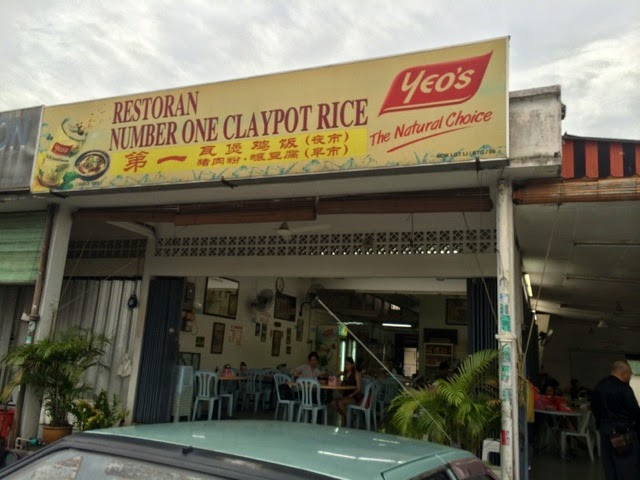 RESTORAN
NUMBER ONE CLAYPOT RICE
第一瓦煲鸡饭(夜市)
猪肉粉·酿豆腐(早市)
YEO'S
The Natural Choice
Yeo's